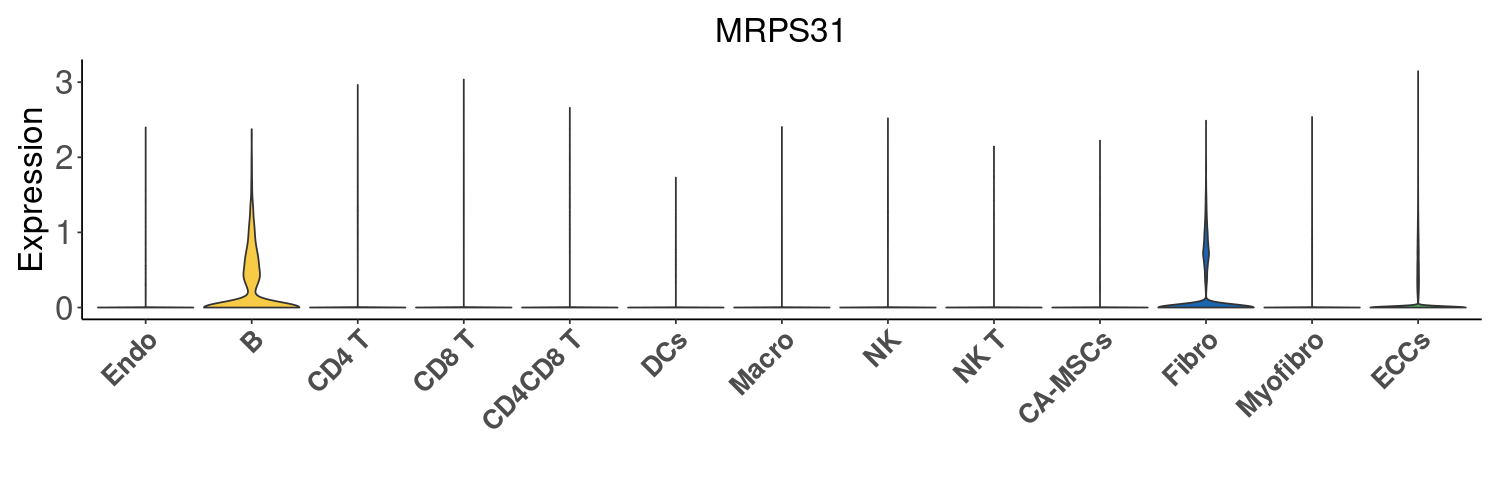 MRPS31
Expression
3
2
1
0
Endo
B
CD4 T
CD8 T
CD4CD8 T
DCs
Macro
NK
NK T
CA-MSCs
Fibro
Myofibro
ECCs